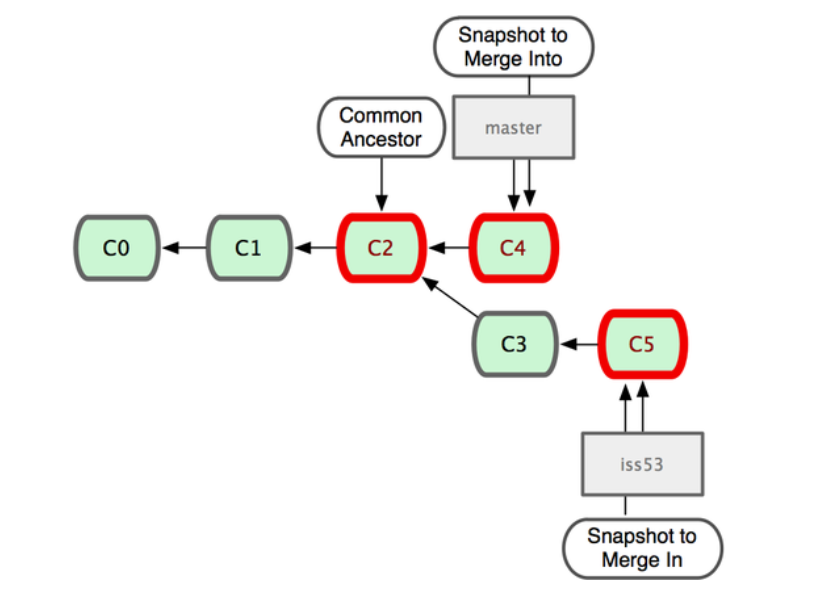 Snapshot to
Merge Into
Common
Ancestor
master
C0
C1
C2
C4
C3
C5
iss53
Snapshot to
Merge In